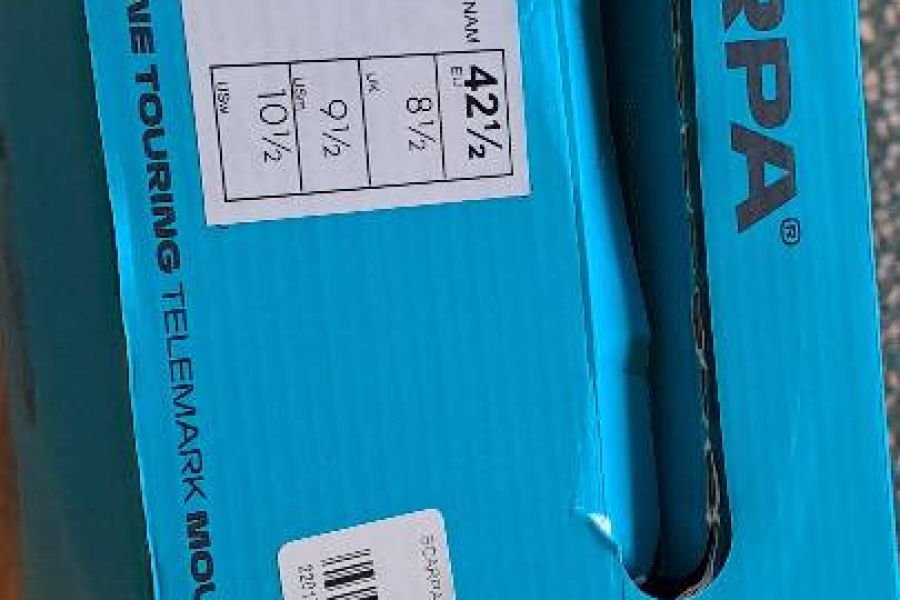 RPA®
NAM
42½
EU
8½
UK
9½
USm
10½
USw
SCARPA
2201
NE TOURING TELEMARK MOU